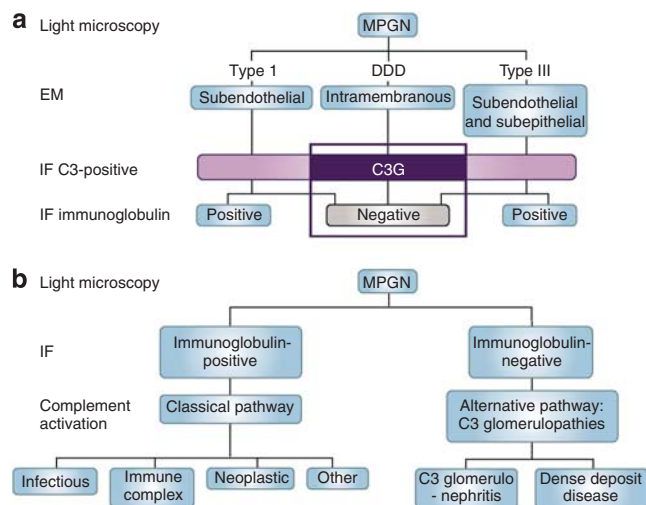 a
Light microscopy
MPGN
Type 1
DDD
Type III
EM
Subendothelial
Intramembranous
Subendothelial
and subepithelial
IF C3-positive
C3G
IF immunoglobulin
Positive
Negative
Positive
b
Light microscopy
MPGN
IF
Immunoglobulin-
positive
Immunoglobulin-
negative
Complement
activation
Classical pathway
Alternative pathway:
C3 glomerulopathies
Infectious
Immune
complex
Neoplastic
Other
C3 glomerulo
- nephritis
Dense deposit
disease